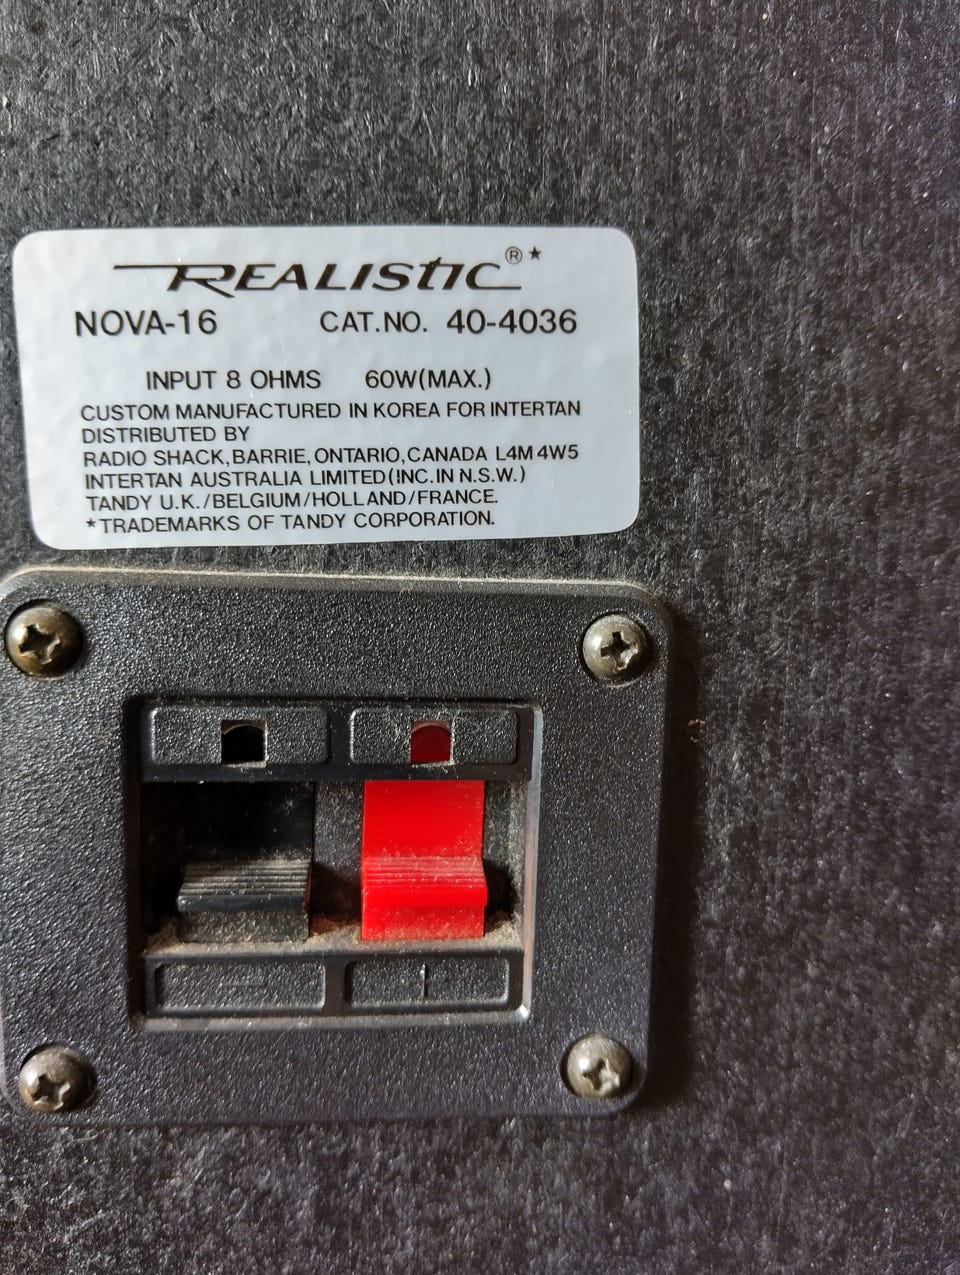 REALISTIC®*
NOVA-16 CAT.NO. 40-4036
INPUT 8 OHMS 60W(MAX.)
CUSTOM MANUFACTURED IN KOREA FOR INTERTAN
DISTRIBUTED BY
RADIO SHACK, BARRIE, ONTARIO, CANADA L4M 4W5
INTERTAN AUSTRALIA LIMITED(INC.IN N.S.W.)
TANDY U.K./BELGIUM/HOLLAND/FRANCE.
*TRADEMARKS OF TANDY CORPORATION.
- +